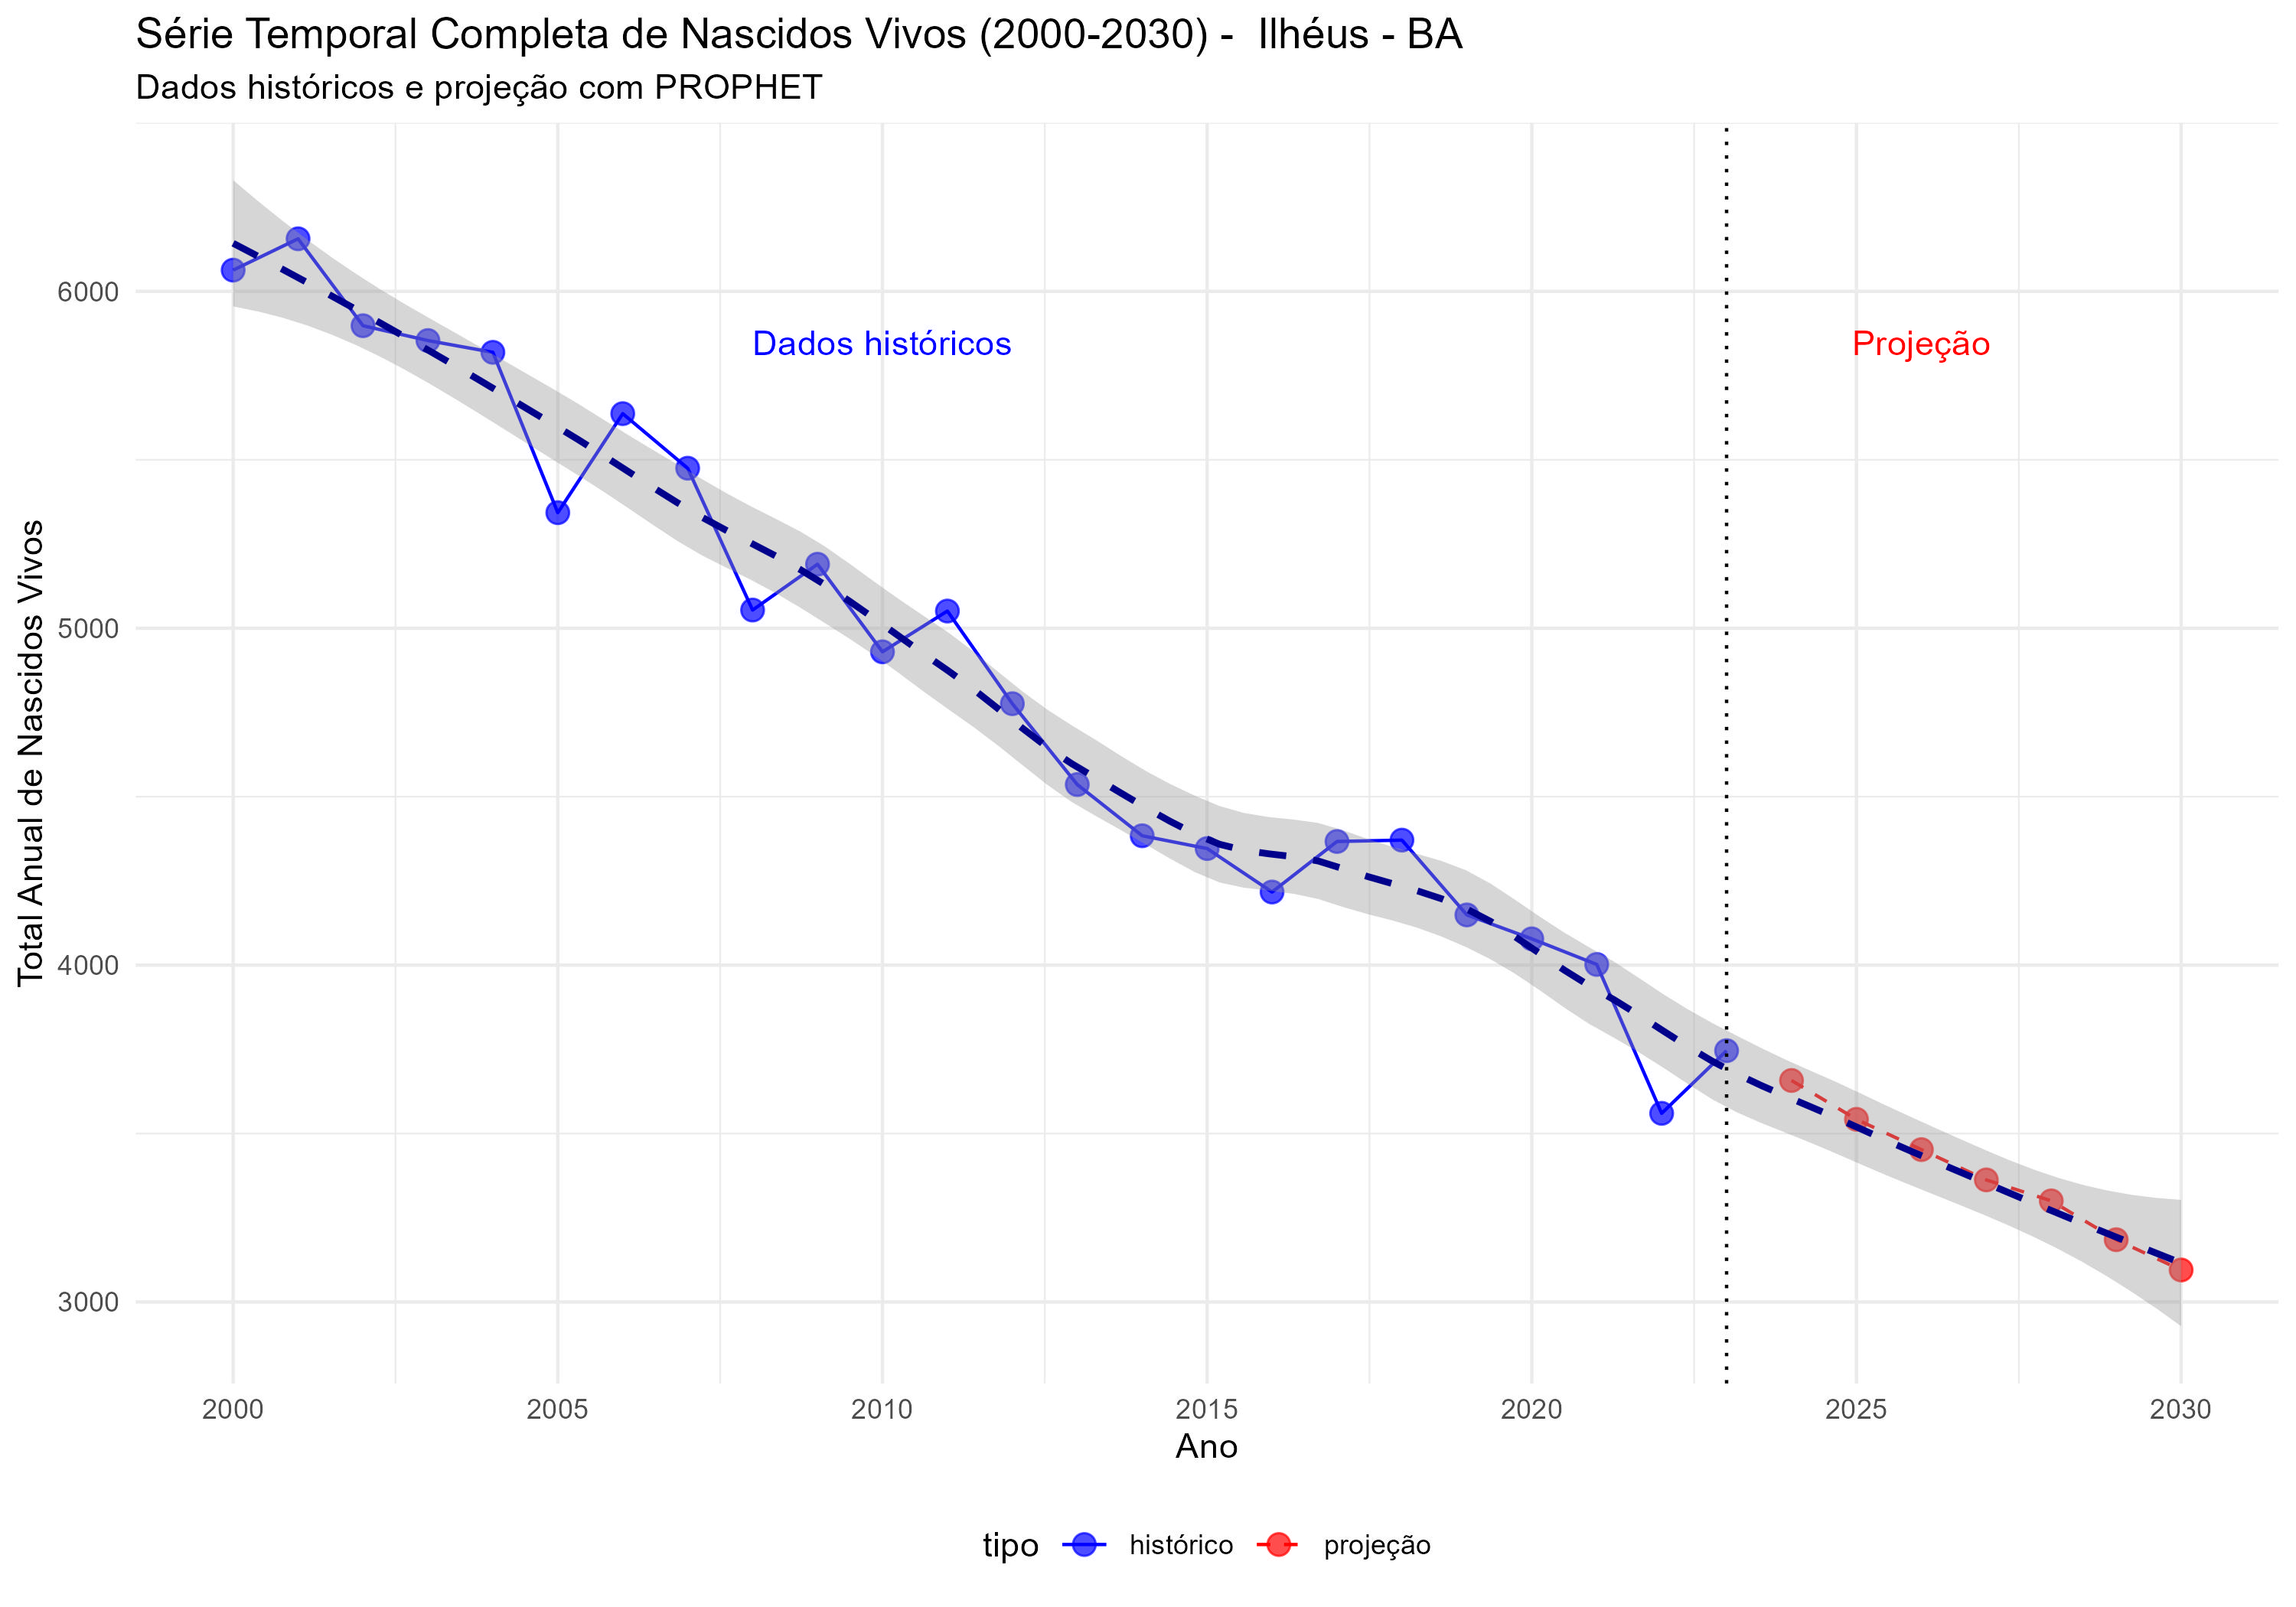 Série Temporal Completa de Nascidos Vivos (2000-2030) -  Ilhéus - BA
Dados históricos e projeção com PROPHET
Total Anual de Nascidos Vivos
6000
5000
4000
3000
Dados históricos
Projeção
2000 2005 2010 2015 2020 2025 2030
Ano
tipo histórico projeção